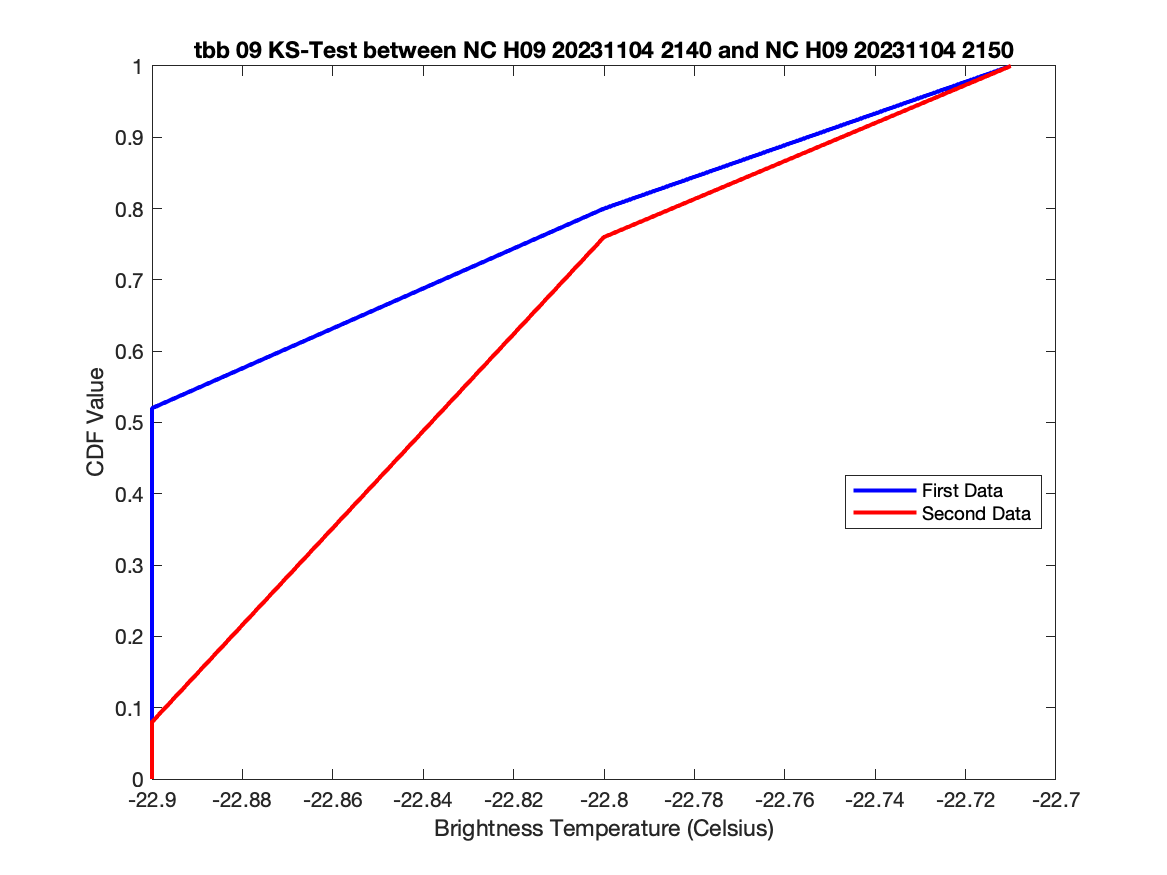 tbb 09 KS-Test between NC H09 20231104 2140 and NC H09 20231104 2150
1
0.9
0.8
0.7
0.6
0.5
0.4
0.3
0.2
0.1
0
CDF Value
First Data
Second Data
-22.9 -22.88 -22.86 -22.84 -22.82 -22.8 -22.78 -22.76 -22.74 -22.72 -22.7
Brightness Temperature (Celsius)